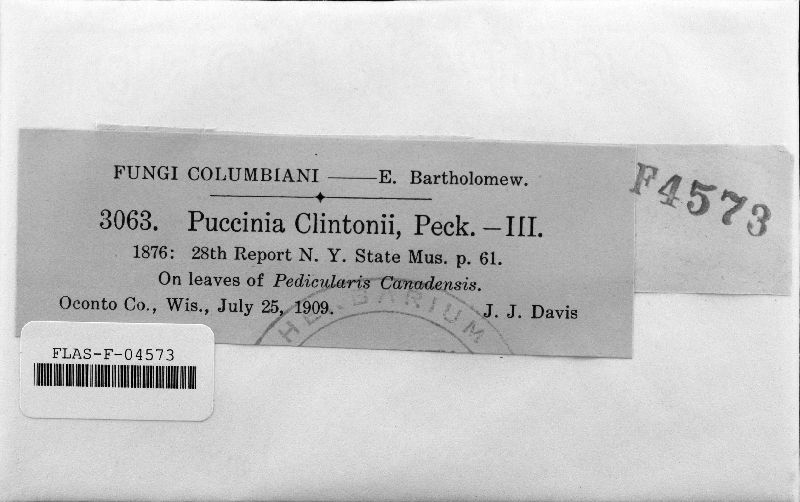 FUNGI COLUMBIANI ——— E. Bartholomew.
3063. Puccinia Clintonii, Peck. — III.
1876: 28th Report N. Y. State Mus. p. 61.
On leaves of Pedicularis Canadensis.
Oconto Co., Wis., July 25, 1909. J. J. Davis
F4573
HERBARIUM
FLAS-F-04573